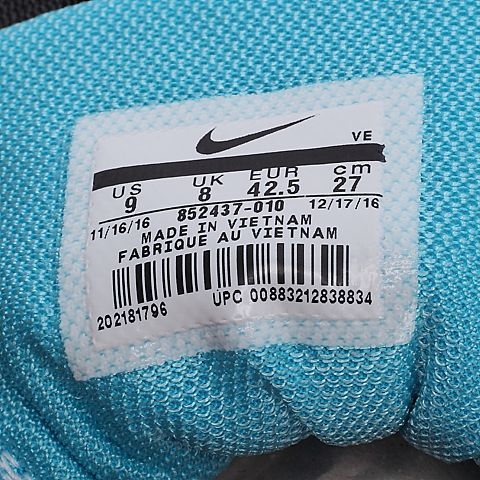 VE
US UK EUR cm
9 8 42.5 27
11/16/16 852437-010 12/17/16
MADE IN VIETNAM
FABRIQUE AU VIETNAM
202181796 UPC 00883212838834